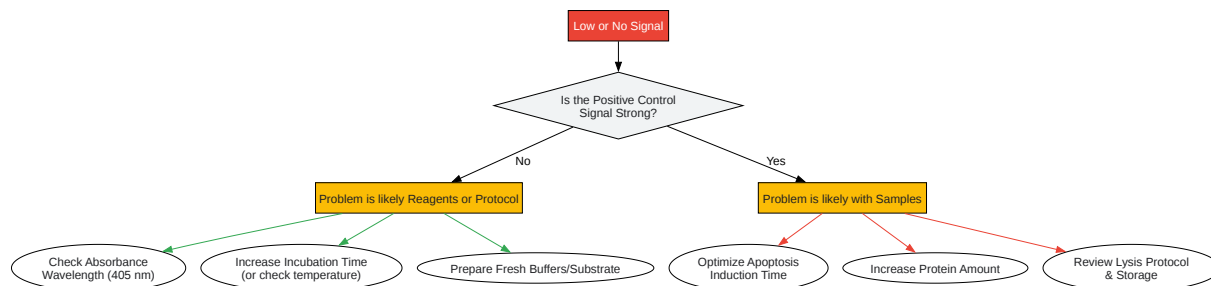 Low or No Signal
Is the Positive Control
Signal Strong?
No
Yes
Problem is likely Reagents or Protocol
Problem is likely with Samples
Check Absorbance
Wavelength (405 nm)
Increase Incubation Time
(or check temperature)
Prepare Fresh Buffers/Substrate
Optimize Apoptosis
Induction Time
Increase Protein Amount
Review Lysis Protocol
& Storage